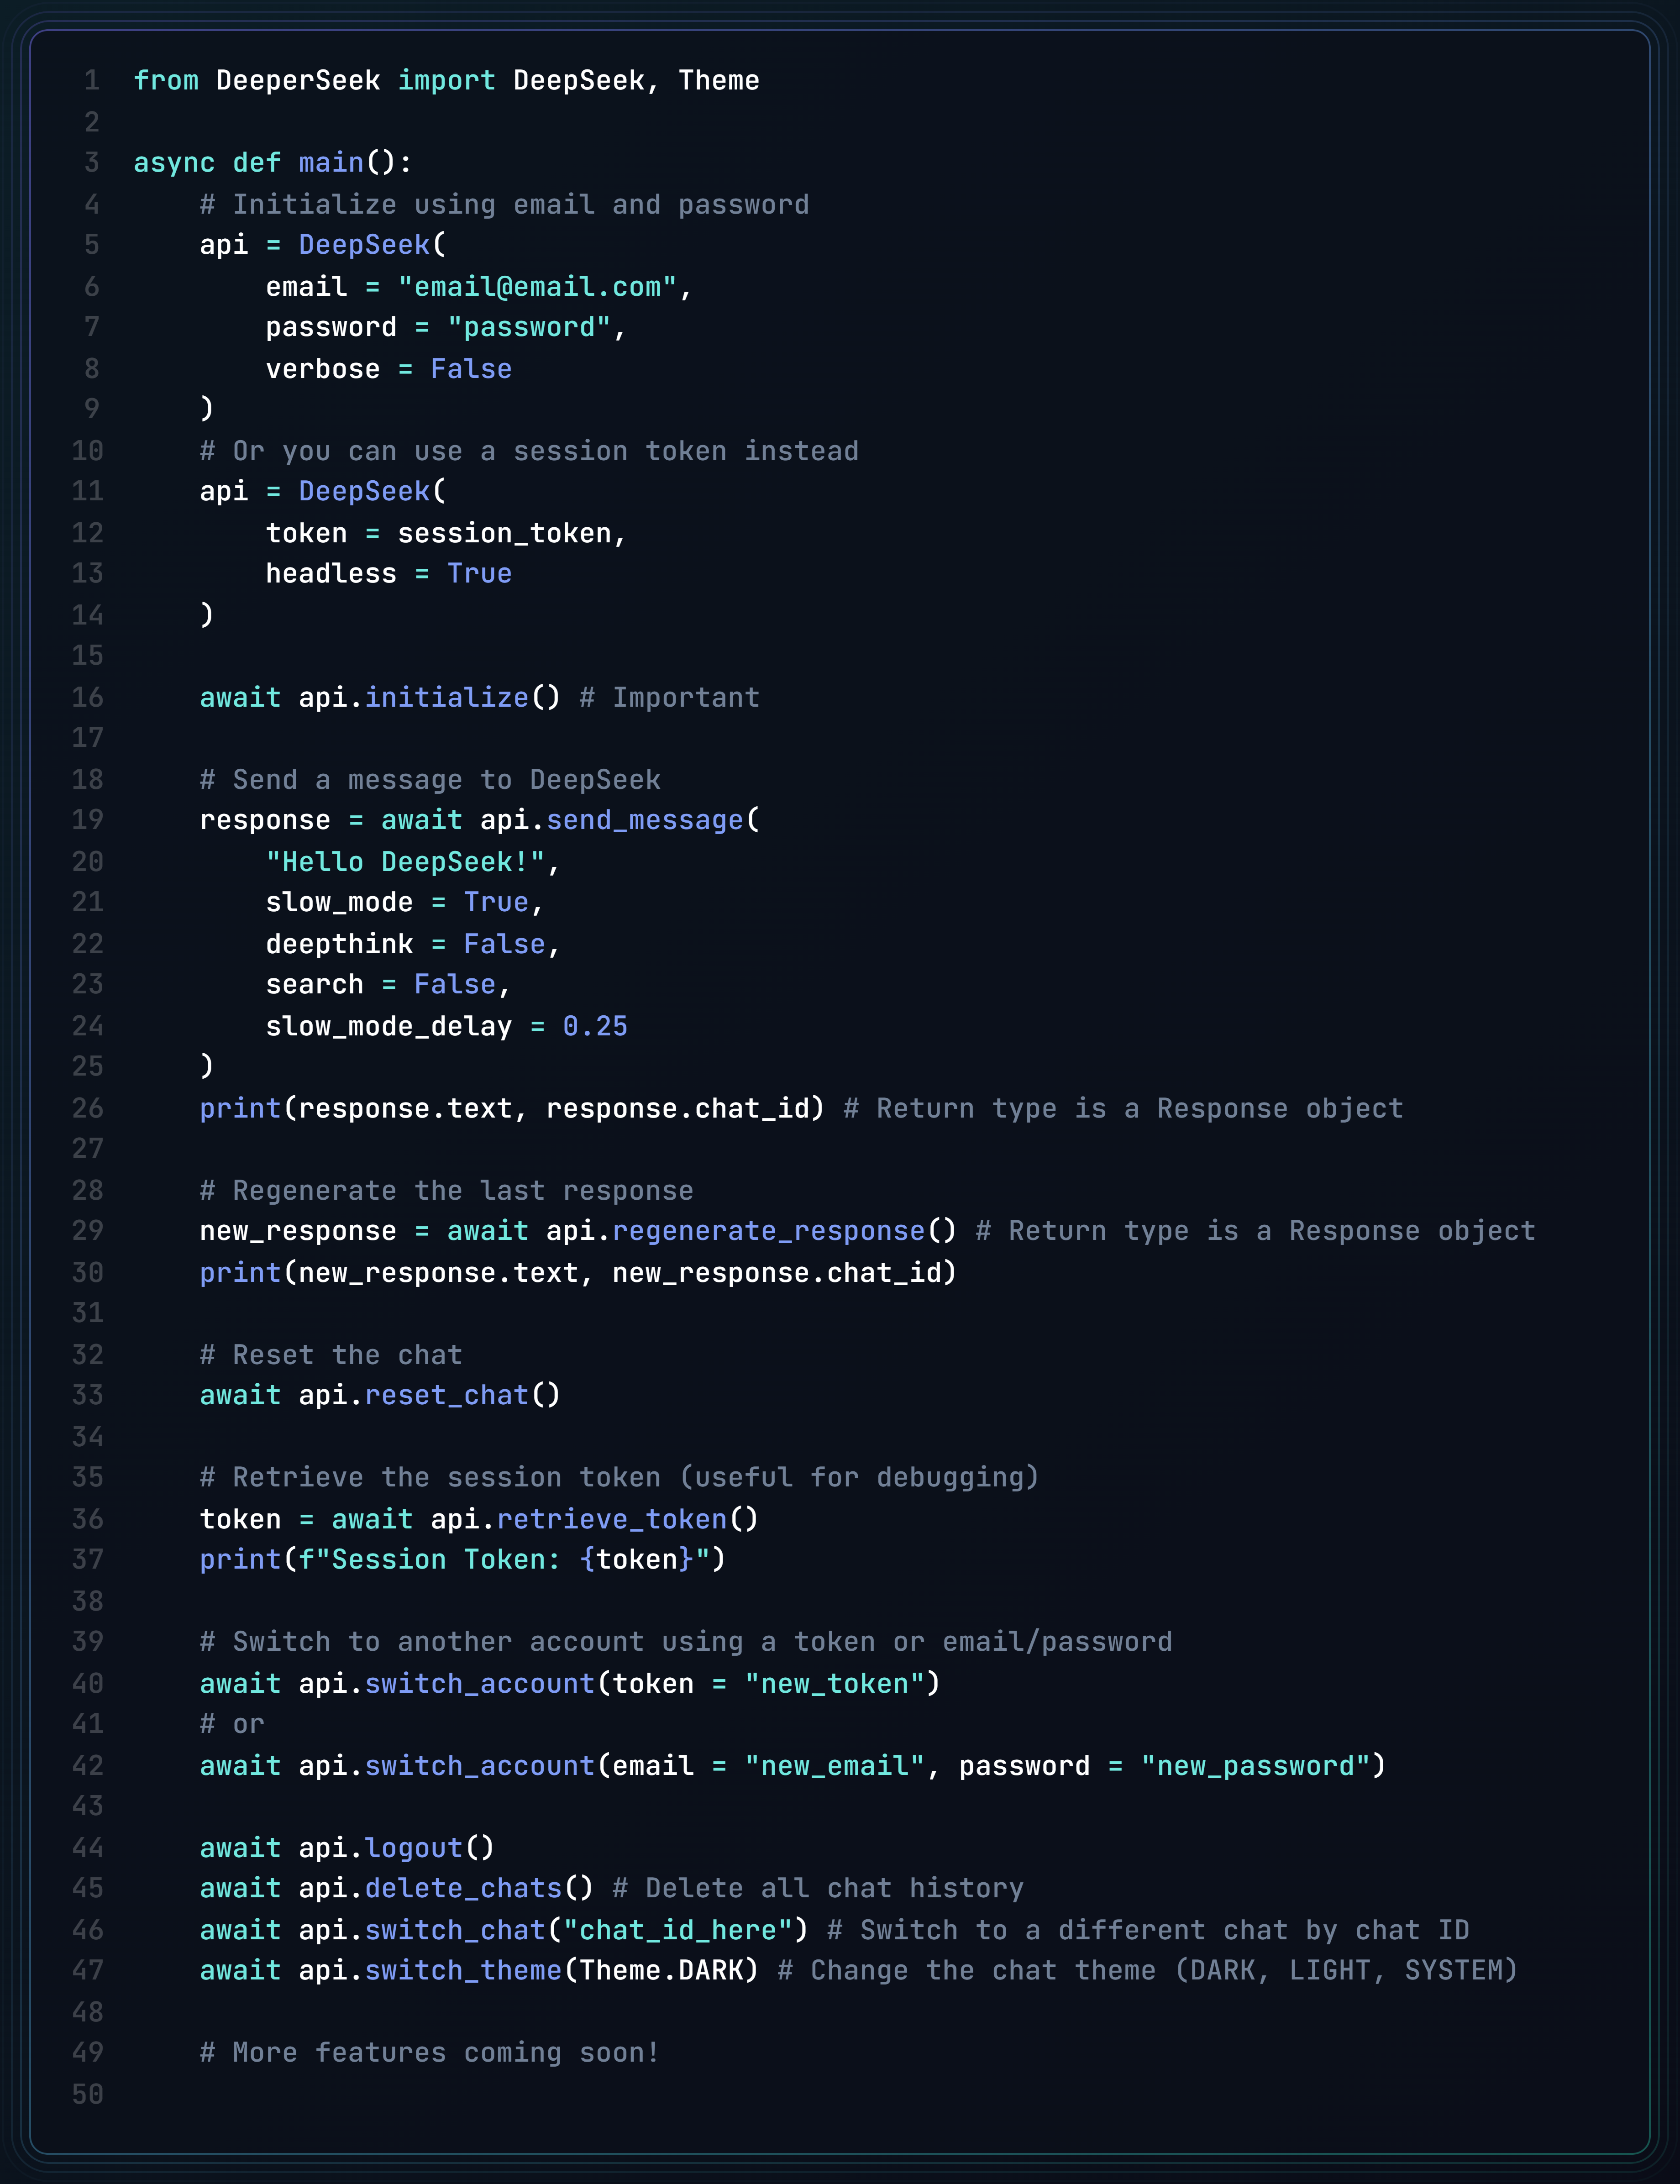 1 from DeeperSeek import DeepSeek, Theme
2
3 async def main():
4     # Initialize using email and password
5     api = DeepSeek(
6         email = "email@email.com",
7         password = "password",
8         verbose = False
9     )
10     # Or you can use a session token instead
11     api = DeepSeek(
12         token = session_token,
13         headless = True
14     )
15
16     await api.initialize() # Important
17
18     # Send a message to DeepSeek
19     response = await api.send_message(
20         "Hello DeepSeek!",
21         slow_mode = True,
22         deepthink = False,
23         search = False,
24         slow_mode_delay = 0.25
25     )
26     print(response.text, response.chat_id) # Return type is a Response object
27
28     # Regenerate the last response
29     new_response = await api.regenerate_response() # Return type is a Response object
30     print(new_response.text, new_response.chat_id)
31
32     # Reset the chat
33     await api.reset_chat()
34
35     # Retrieve the session token (useful for debugging)
36     token = await api.retrieve_token()
37     print(f"Session Token: {token}")
38
39     # Switch to another account using a token or email/password
40     await api.switch_account(token = "new_token")
41     # or
42     await api.switch_account(email = "new_email", password = "new_password")
43
44     await api.logout()
45     await api.delete_chats() # Delete all chat history
46     await api.switch_chat("chat_id_here") # Switch to a different chat by chat ID
47     await api.switch_theme(Theme.DARK) # Change the chat theme (DARK, LIGHT, SYSTEM)
48
49     # More features coming soon!
50